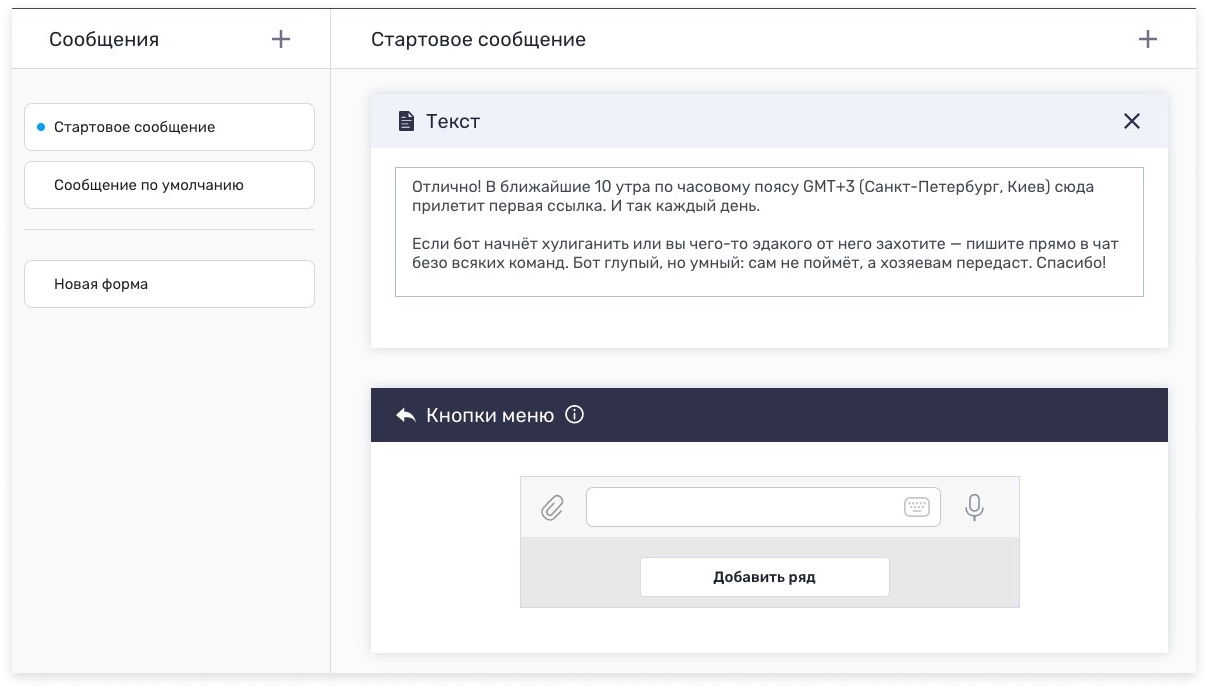 Сообщения
Стартовое сообщение
Стартовое сообщение
Сообщение по умолчанию
Новая форма
Текст
Отлично! В ближайшие 10 утра по часовому поясу GMT+3 (Санкт-Петербург, Киев) сюда
прилетит первая ссылка. И так каждый день.
Если бот начнёт хулиганить или вы чего-то эдакого от него захотите — пишите прямо в чат
безо всяких команд. Бот глупый, но умный: сам не поймёт, а хозяевам передаст. Спасибо!
Кнопки меню
Добавить ряд